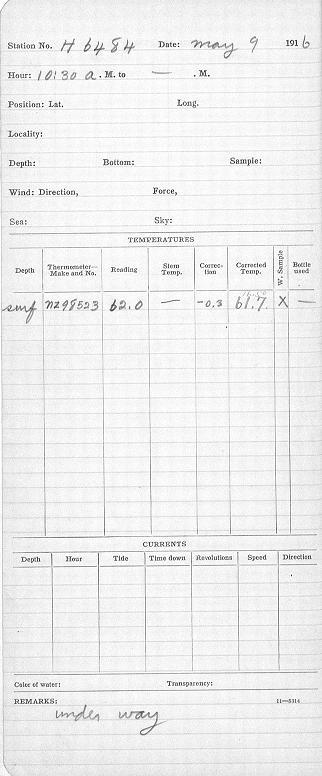 Station No. H 6484 Date: May 9 1916
Hour: 10:30 a. M. to — . M.
Position: Lat. Long.
Locality:
Depth: Bottom: Sample:
Wind: Direction, Force,
Sea: Sky:
TEMPERATURES
Depth Thermometer— Make and No. Reading Stem Temp. Correc- tion Corrected Temp. W. Sample Bottle used
surf NZ98523 62.0 — -0.3 61.7 X —
CURRENTS
Depth Hour Tide Time down Revolutions Speed Direction
Color of water: Transparency:
REMARKS: 11—5314
under way